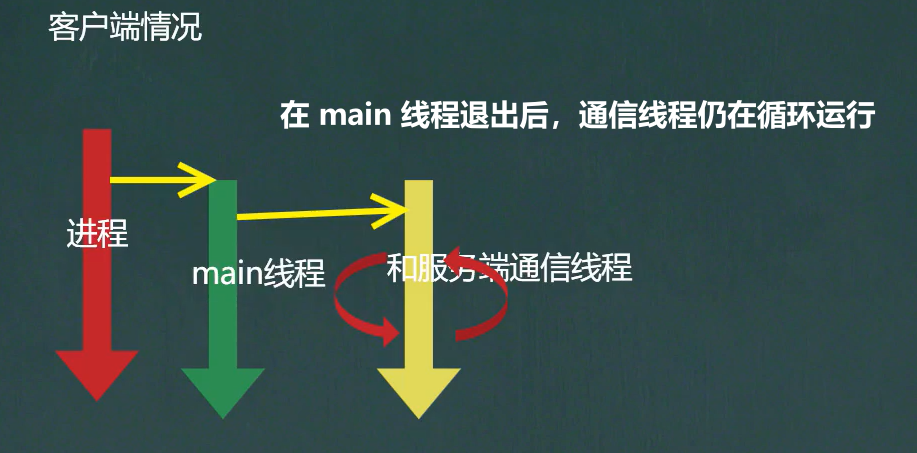 客户端情况
在 main 线程退出后，通信线程仍在循环运行
进程
main线程
和服务端通信线程